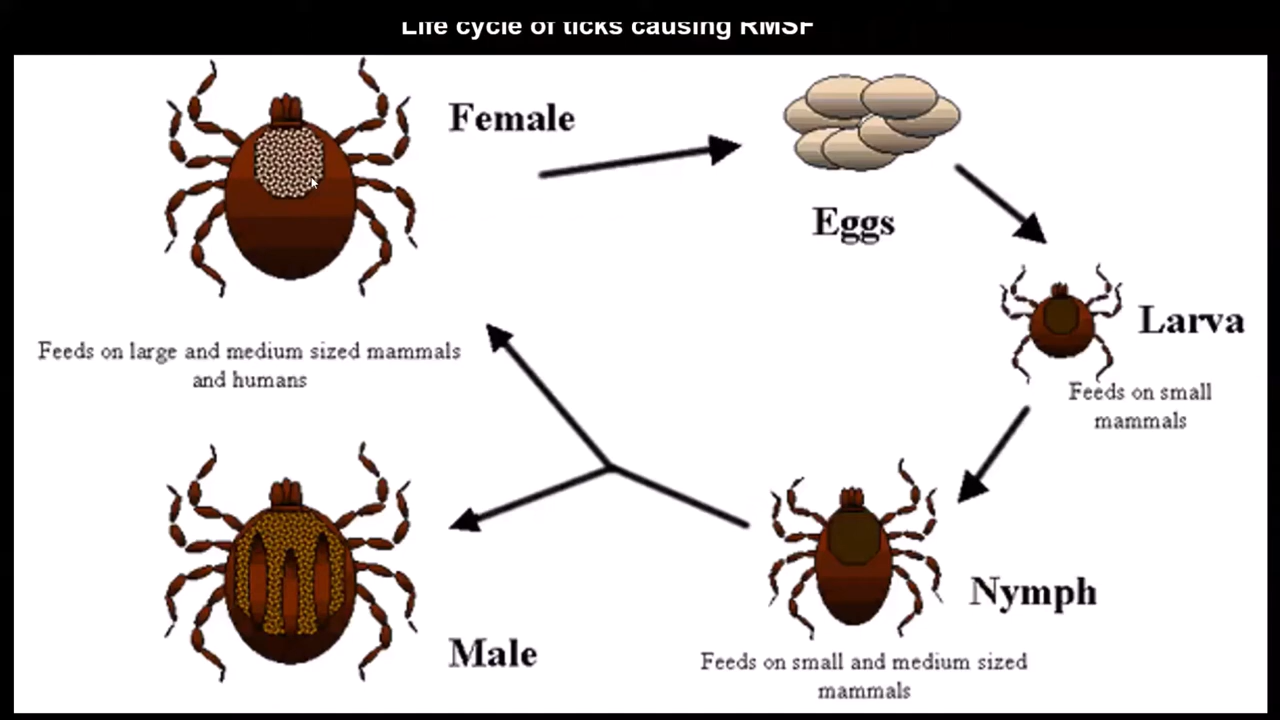 Life cycle of ticks causing RMSF
Female
Eggs
Larva
Feeds on large and medium sized mammals
and humans
Feeds on small
mammals
Nymph
Male
Feeds on small and medium sized
mammals